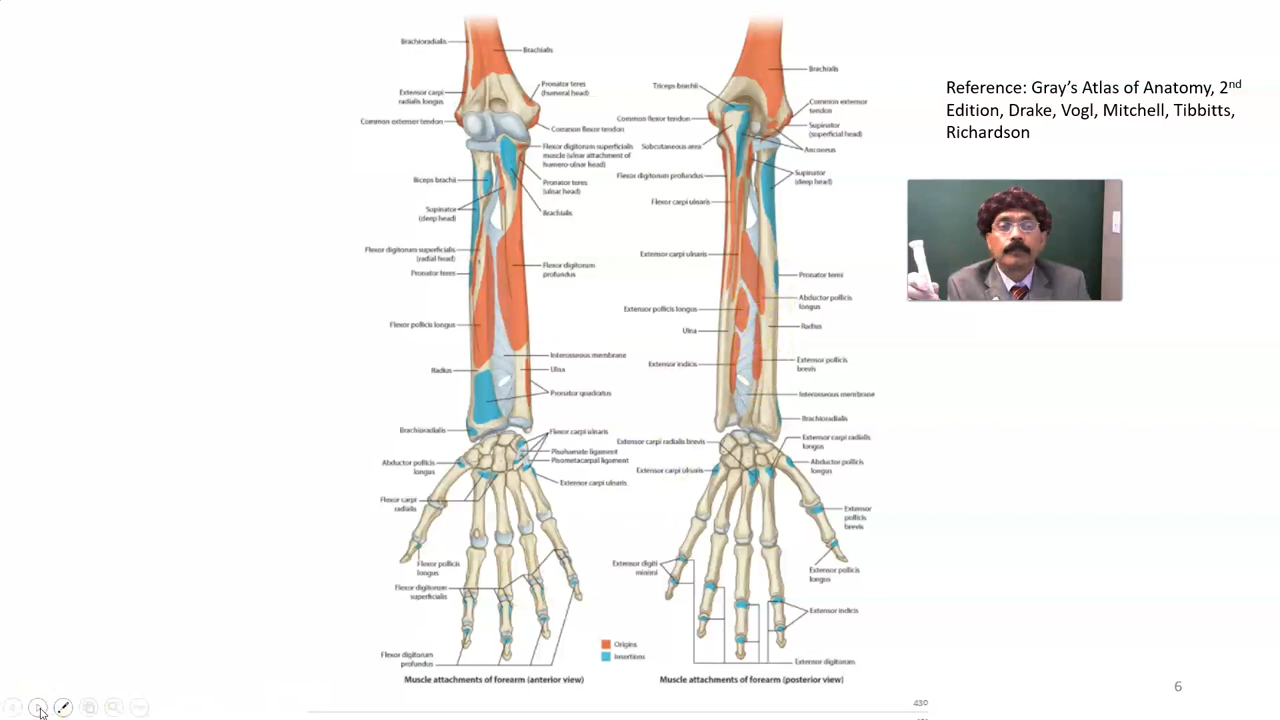 Brachioradialis
Brachialis
Extensor carpi
radialis longus
Pronator teres
(humeral head)
Common extensor tendon
Common flexor tendon
Flexor digitorum superficialis
muscle (ulnar attachment of
humero-ulnar head)
Biceps brachii
Pronator teres
(ulnar head)
Supinator
(deep head)
Brachialis
Flexor digitorum superficialis
(radial head)
Pronator teres
Flexor digitorum
profundus
Flexor pollicis longus
Interosseous membrane
Radius
Ulna
Pronator quadratus
Brachioradialis
Flexor carpi ulnaris
Pisohamate ligament
Pisometacarpal ligament
Abductor pollicis
longus
Extensor carpi ulnaris
Flexor carpi
radialis
Flexor pollicis
longus
Flexor digitorum
superficialis
Flexor digitorum
profundus
Muscle attachments of forearm (anterior view)
Origins
Insertions
Brachialis
Triceps brachii
Common extensor
tendon
Common flexor tendon
Supinator
(superficial head)
Subcutaneous area
Anconeus
Flexor digitorum profundus
Supinator
(deep head)
Flexor carpi ulnaris
Extensor carpi ulnaris
Pronator teres
Abductor pollicis
longus
Extensor pollicis longus
Ulna
Radius
Extensor indicis
Extensor pollicis
brevis
Interosseous membrane
Brachioradialis
Extensor carpi radialis brevis
Extensor carpi radialis
longus
Extensor carpi ulnaris
Abductor pollicis
longus
Extensor
pollicis
brevis
Extensor digiti
minimi
Extensor pollicis
longus
Extensor indicis
Extensor digitorum
Muscle attachments of forearm (posterior view)
430
Reference: Gray’s Atlas of Anatomy, 2nd
Edition, Drake, Vogl, Mitchell, Tibbitts,
Richardson
6